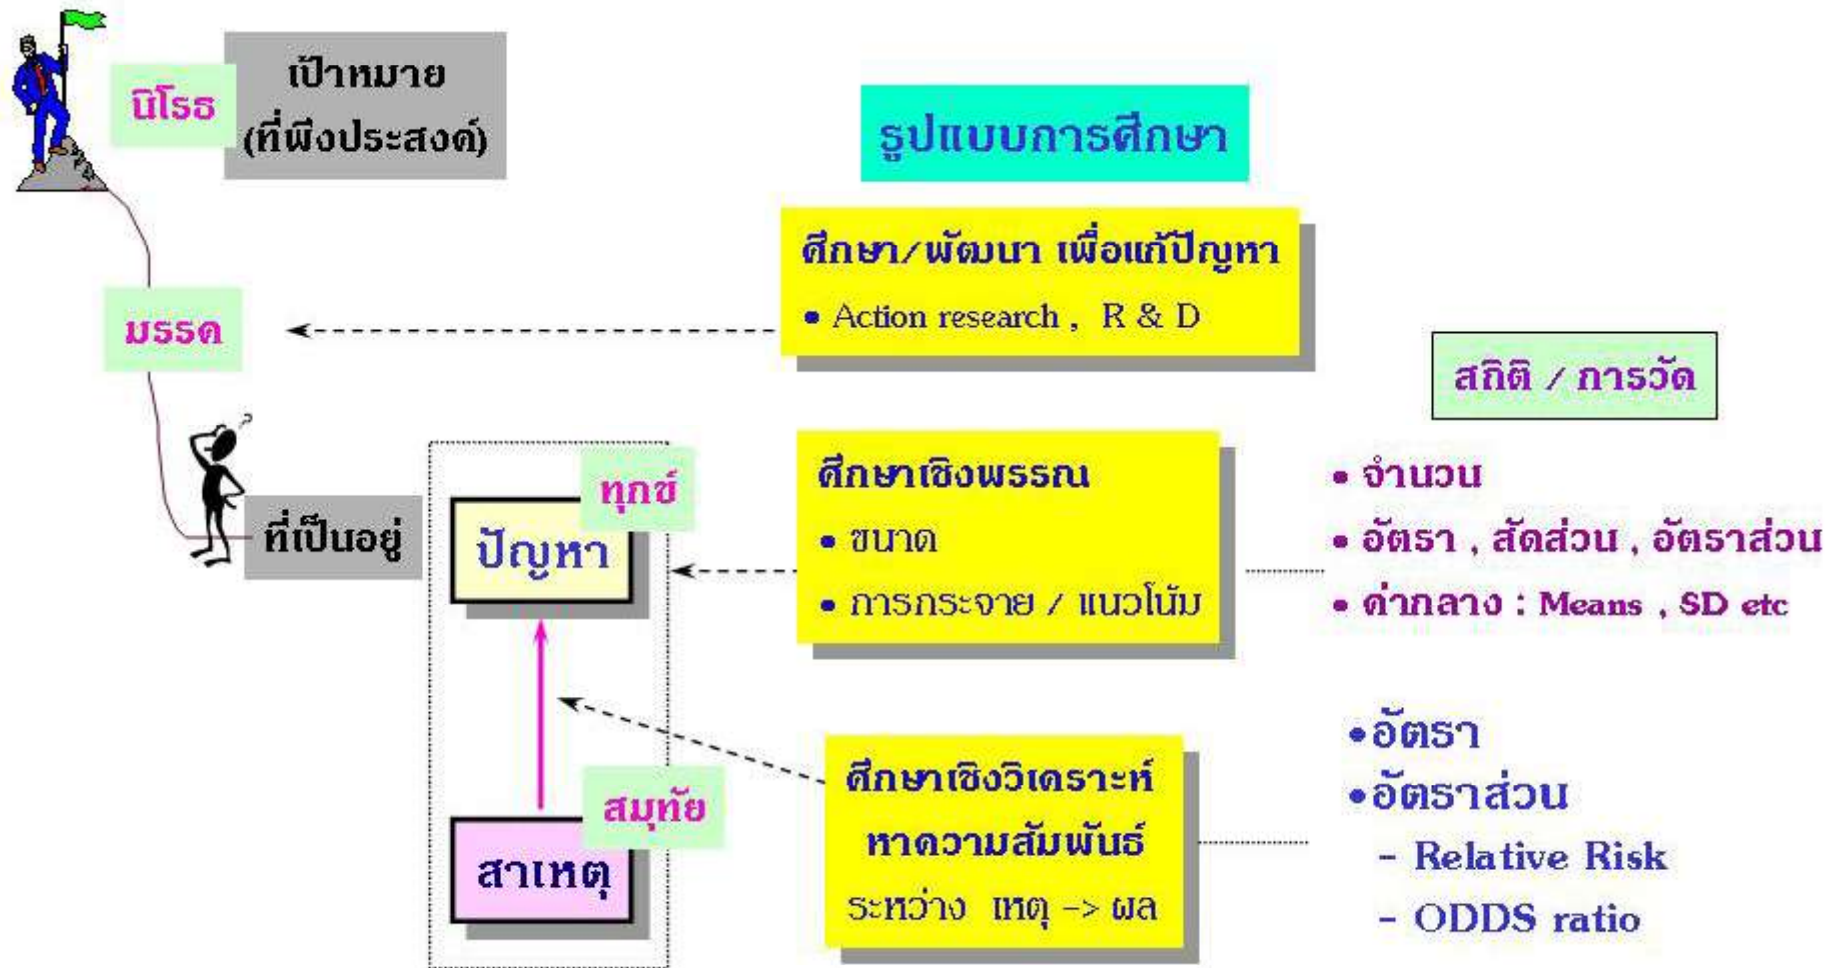 นิโรธ
เป้าหมาย
(ที่พึงประสงค์)
รูปแบบการศึกษา
ศึกษา/พัฒนา เพื่อแก้ปัญหา
• Action research , R & D
มรรค
สถิติ / การวัด
?
ที่เป็นอยู่
ทุกข์
ปัญหา
ศึกษาเชิงพรรณ
• ขนาด
• การกระจาย / แนวโน้ม
• จำนวน
• อัตรา , สัดส่วน , อัตราส่วน
• ค่ากลาง : Means , SD etc
สมุทัย
สาเหตุ
ศึกษาเชิงวิเคราะห์
หาความสัมพันธ์
ระหว่าง เหตุ -> ผล
•อัตรา
•อัตราส่วน
- Relative Risk
- ODDS ratio